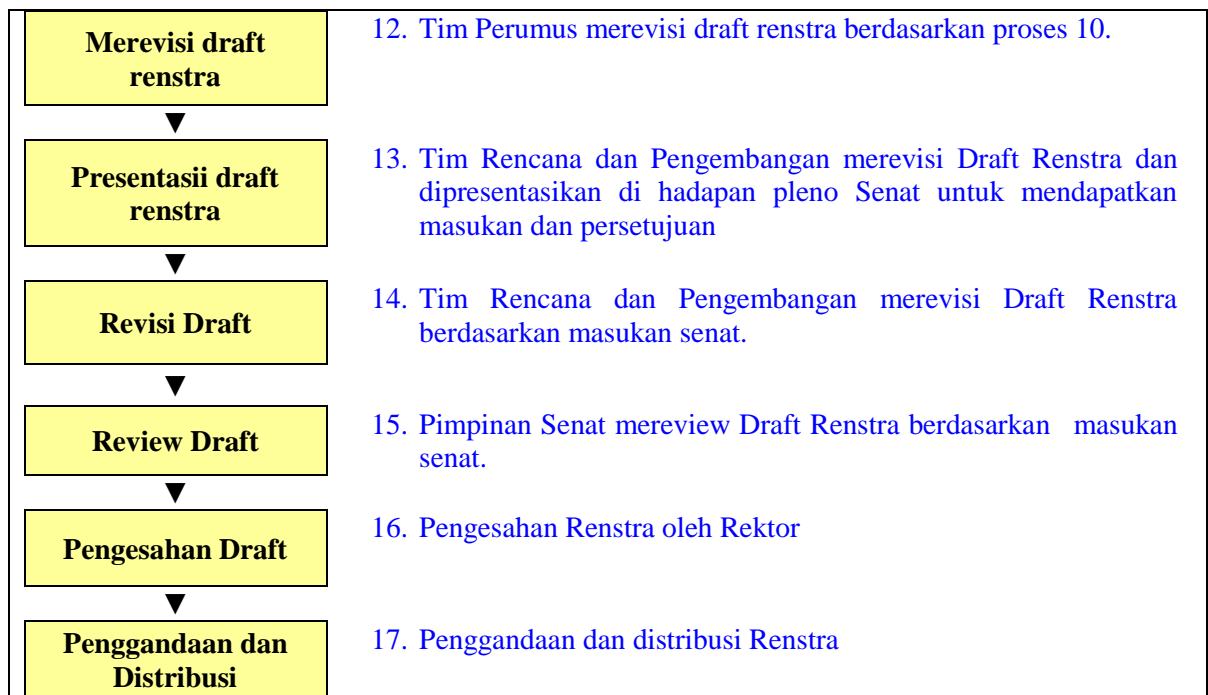 Merevisi draft
renstra
12. Tim Perumus merevisi draft renstra berdasarkan proses 10.
Presentasii draft
renstra
13. Tim Rencana dan Pengembangan merevisi Draft Renstra dan
dipresentasikan di hadapan pleno Senat untuk mendapatkan
masukan dan persetujuan
Revisi Draft
14. Tim Rencana dan Pengembangan merevisi Draft Renstra
berdasarkan masukan senat.
Review Draft
15. Pimpinan Senat mereview Draft Renstra berdasarkan masukan
senat.
Pengesahan Draft
16. Pengesahan Renstra oleh Rektor
Penggandaan dan
Distribusi
17. Penggandaan dan distribusi Renstra